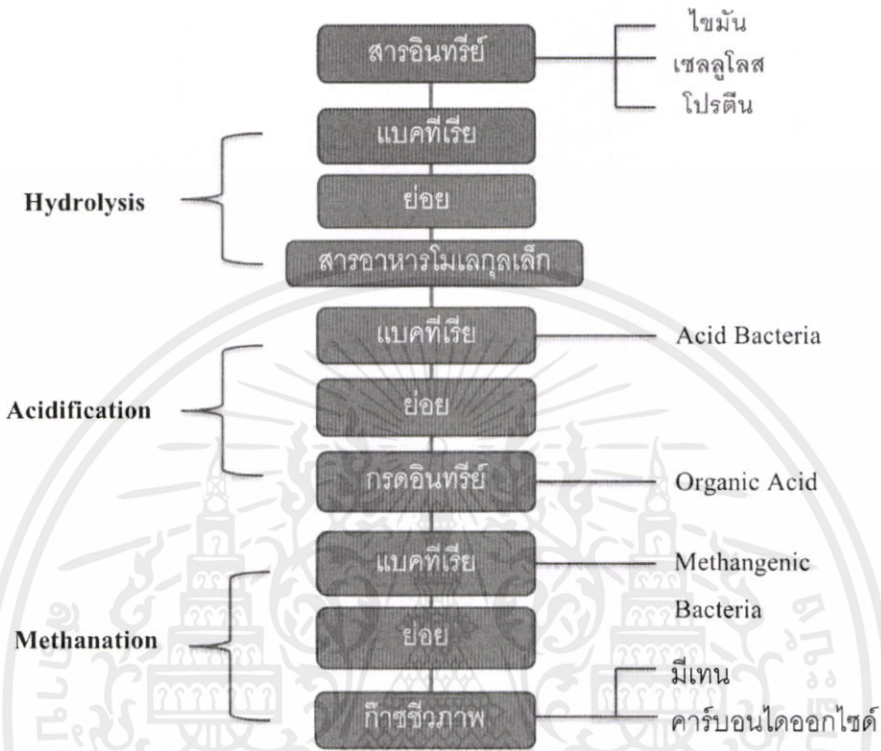 สารอินทรีย์
ไขมัน
เซลลูโลส
โปรตีน
Hydrolysis
แบคทีเรีย
ย่อย
สารอาหารโมเลกุลเล็ก
Acidification
แบคทีเรีย
Acid Bacteria
ย่อย
กรดอินทรีย์
Organic Acid
Methanation
แบคทีเรีย
Methangenic
Bacteria
ย่อย
ก๊าซชีวภาพ
มีเทน
คาร์บอนไดออกไซด์